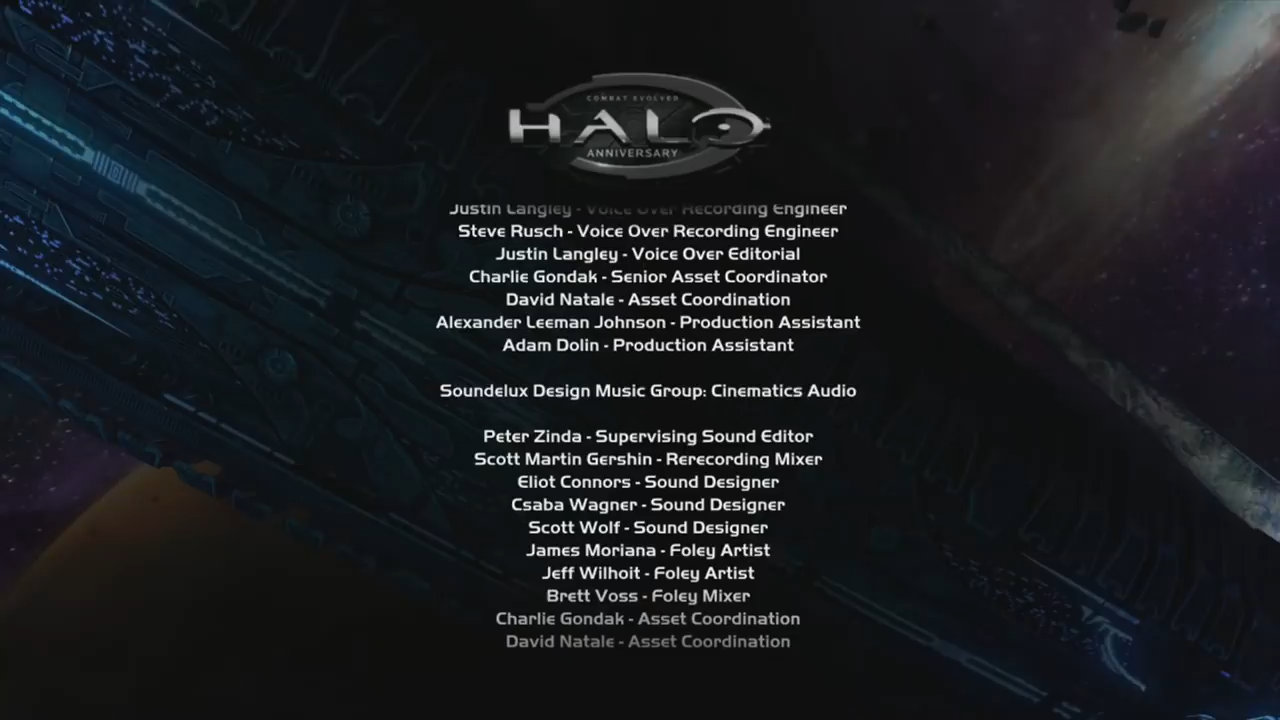 COMBAT EVOLVED
HALO
ANNIVERSARY
Justin Langley - Voice Over Recording Engineer
Steve Rusch - Voice Over Recording Engineer
Justin Langley - Voice Over Editorial
Charlie Gondak - Senior Asset Coordinator
David Natale - Asset Coordination
Alexander Leeman Johnson - Production Assistant
Adam Dolin - Production Assistant
Soundelux Design Music Group: Cinematics Audio
Peter Zinda - Supervising Sound Editor
Scott Martin Gershin - Rerecording Mixer
Eliot Connors - Sound Designer
Csaba Wagner - Sound Designer
Scott Wolf - Sound Designer
James Moriana - Foley Artist
Jeff Wilhoit - Foley Artist
Brett Voss - Foley Mixer
Charlie Gondak - Asset Coordination
David Natale - Asset Coordination